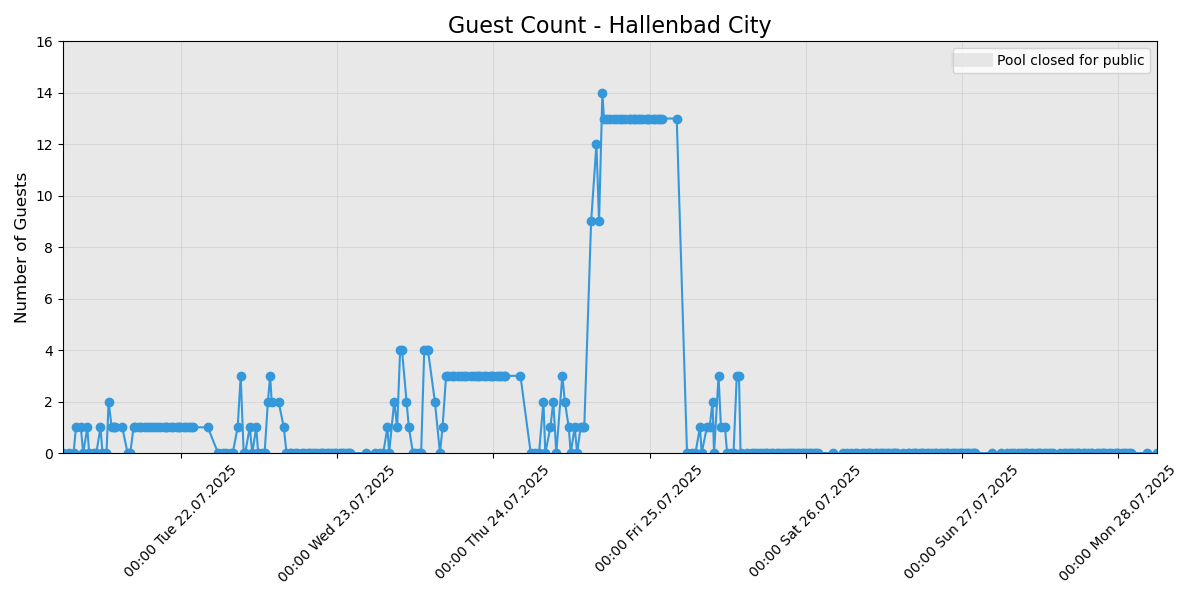 Guest Count - Hallenbad City
Pool closed for public
Number of Guests
16
14
12
10
8
6
4
2
0
00:00 Tue 22.07.2025
00:00 Wed 23.07.2025
00:00 Thu 24.07.2025
00:00 Fri 25.07.2025
00:00 Sat 26.07.2025
00:00 Sun 27.07.2025
00:00 Mon 28.07.2025